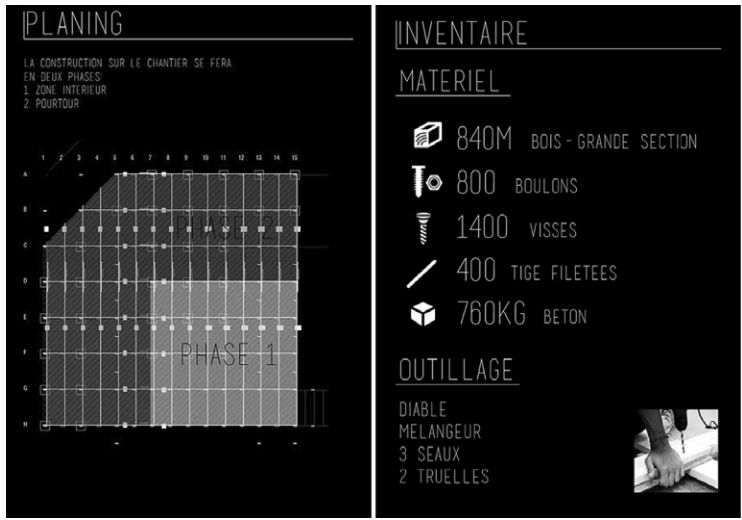 PLANING
LA CONSTRUCTION SUR LE CHANTIER SE FERA
EN DEUX PHASES:
1. ZONE INTERIEUR
2. POURTOUR
1 2 3 4 5 6 7 8 9 10 11 12 13 14 15
A
B
PHASE 2
C
D
E
PHASE 1
F
G
H
INVENTAIRE
MATERIEL
840M BOIS - GRANDE SECTION
800 BOULONS
1400 VISSES
400 TIGE FILETEES
760KG BETON
OUTILLAGE
DIABLE
MELANGEUR
3 SEAUX
2 TRUELLES